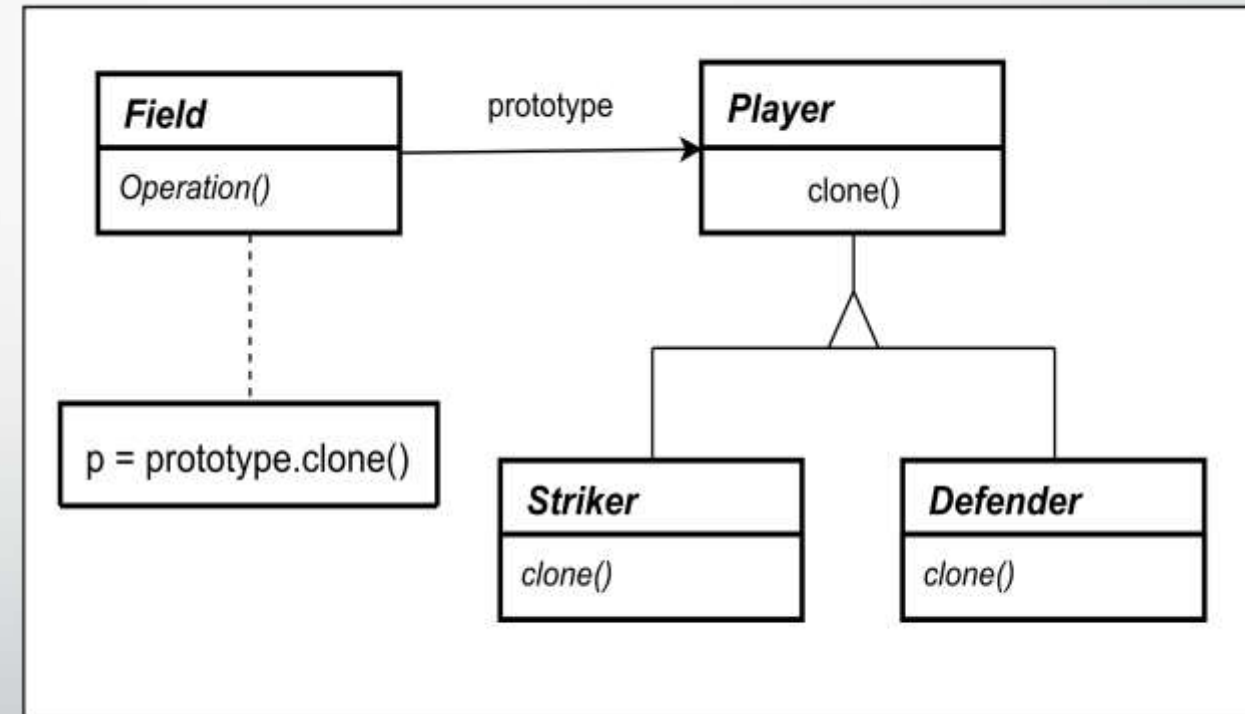 Field
Operation()
prototype
Player
clone()
p = prototype.clone()
Striker
clone()
Defender
clone()